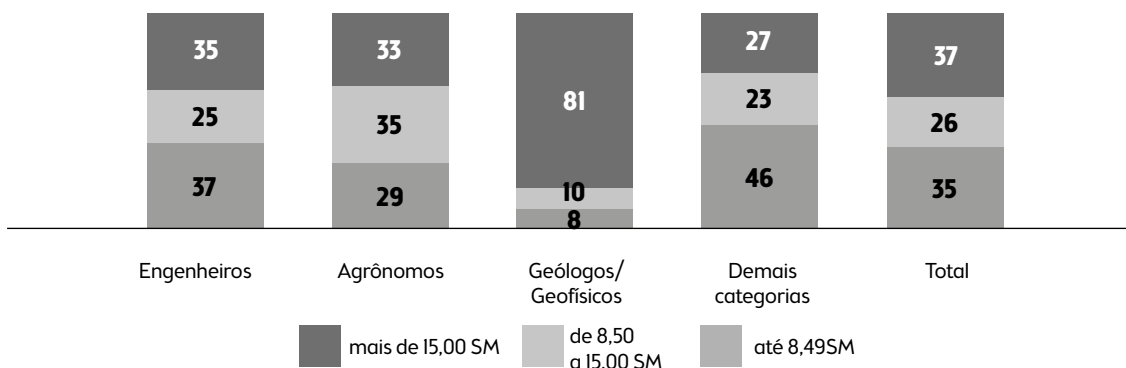 35
33
81
27
37
25
35
10
23
26
37
29
8
46
35
Engenheiros
Agrônomos
Geólogos/
Geofísicos
Demais
categorias
Total
mais de 15,00 SM
de 8,50
a 15,00 SM
até 8,49SM